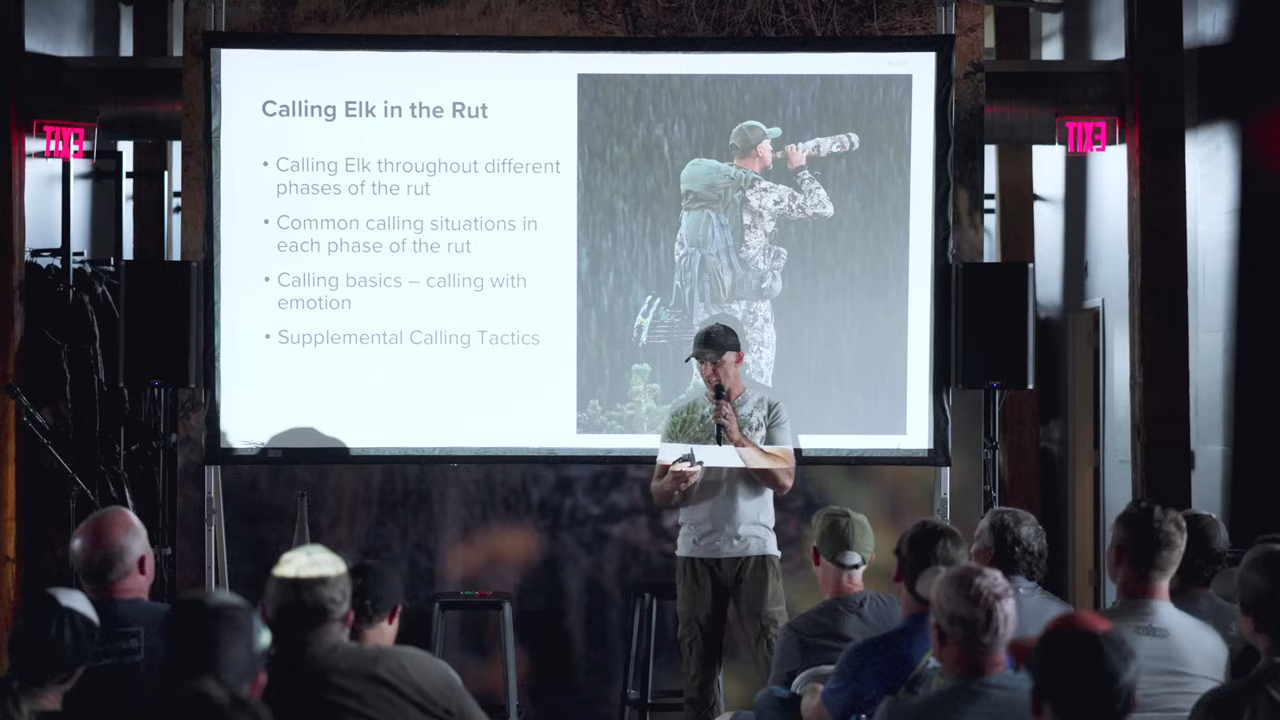 Calling Elk in the Rut
• Calling Elk throughout different
phases of the rut
• Common calling situations in
each phase of the rut
• Calling basics – calling with
emotion
• Supplemental Calling Tactics
EXIT
EXIT